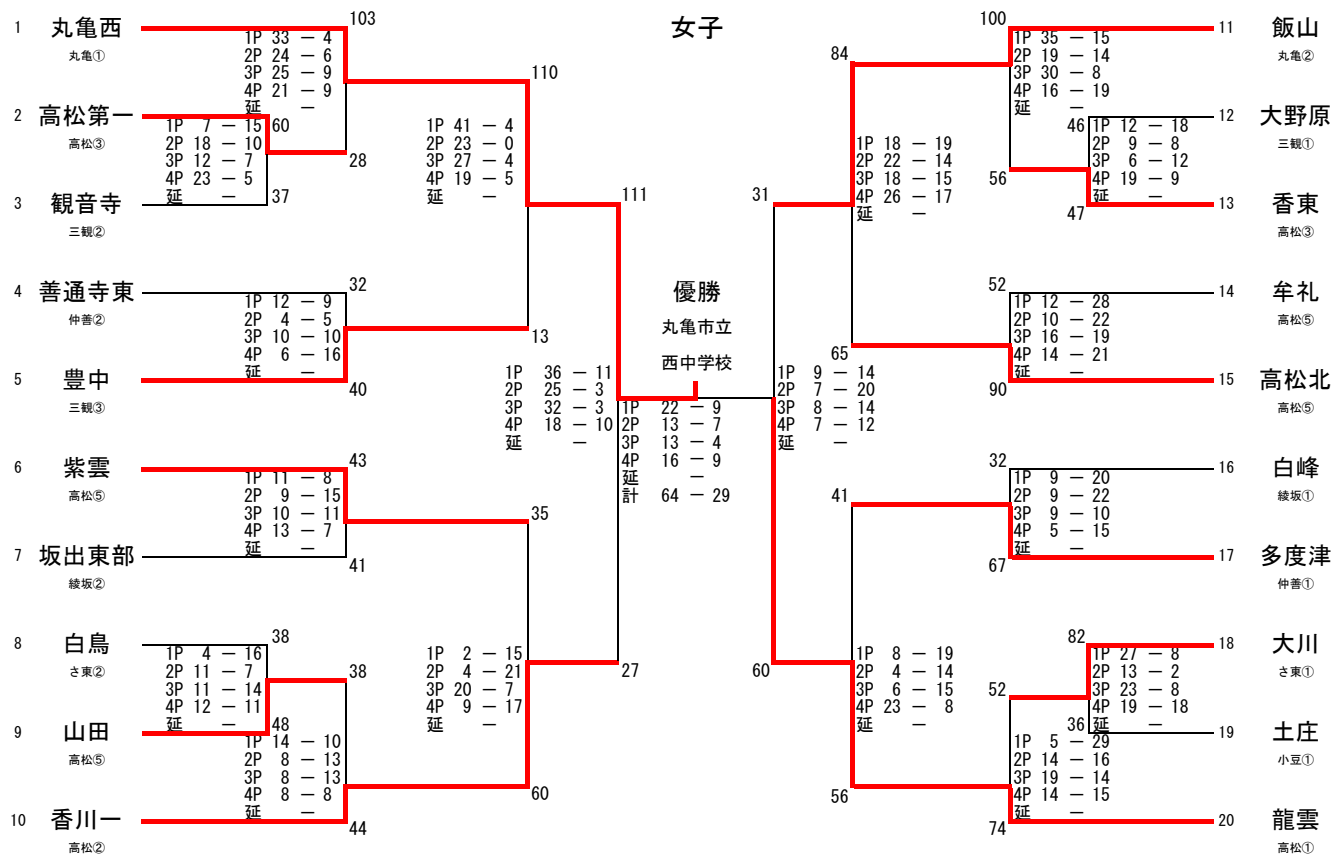 女子
1 丸亀西
丸亀①
103
1P 33 － 4
2P 24 － 6
3P 25 － 9
4P 21 － 9
延 －
2 高松第一
高松③
60
28
1P 7 － 15
2P 18 － 10
3P 12 － 7
4P 23 － 5
延 －
37
3 観音寺
三観②
110
1P 41 － 4
2P 23 － 0
3P 27 － 4
4P 19 － 5
延 －
13
4 善通寺東
仲善②
32
1P 12 － 9
2P 4 － 5
3P 10 － 10
4P 6 － 16
延 －
40
5 豊中
三観③
111
1P 36 － 11
2P 25 － 3
3P 32 － 3
4P 18 － 10
延 －
27
6 紫雲
高松⑤
43
1P 11 － 8
2P 9 － 15
3P 10 － 11
4P 13 － 7
延 －
41
7 坂出東部
綾坂②
35
1P 2 － 15
2P 4 － 21
3P 20 － 7
4P 9 － 17
延 －
60
8 白鳥
さ東②
38
1P 4 － 16
2P 11 － 7
3P 11 － 14
4P 12 － 11
延 －
48
9 山田
高松⑤
38
1P 14 － 10
2P 8 － 13
3P 8 － 13
4P 8 － 8
延 －
44
10 香川一
高松②
優勝
丸亀市立
西中学校
1P 22 － 9
2P 13 － 7
3P 13 － 4
4P 16 － 9
延 －
計 64 － 29
31
1P 9 － 14
2P 7 － 20
3P 8 － 14
4P 7 － 12
延 －
60
84
1P 18 － 19
2P 22 － 14
3P 18 － 15
4P 26 － 17
延 －
65
100
1P 35 － 15
2P 19 － 14
3P 30 － 8
4P 16 － 19
延 －
56
11 飯山
丸亀②
46
1P 12 － 18
2P 9 － 8
3P 6 － 12
4P 19 － 9
延 －
47
12 大野原
三観①
13 香東
高松③
52
1P 12 － 28
2P 10 － 22
3P 16 － 19
4P 14 － 21
延 －
90
14 牟礼
高松⑤
15 高松北
高松⑤
41
1P 8 － 19
2P 4 － 14
3P 6 － 15
4P 23 － 8
延 －
56
32
1P 9 － 20
2P 9 － 22
3P 9 － 10
4P 5 － 15
延 －
67
16 白峰
綾坂①
17 多度津
仲善①
82
1P 27 － 8
2P 13 － 2
3P 23 － 8
4P 19 － 18
延 －
36
18 大川
さ東①
19 土庄
小豆①
52
1P 5 － 29
2P 14 － 16
3P 19 － 14
4P 14 － 15
延 －
74
20 龍雲
高松①